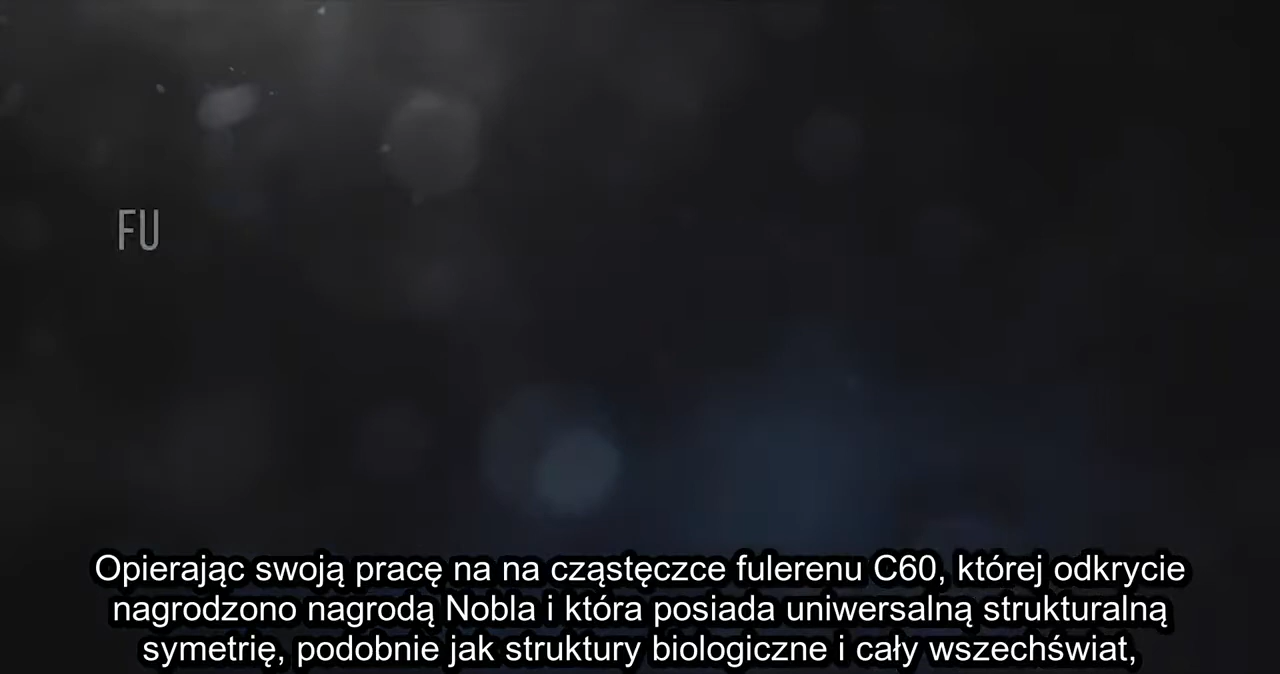 FU
Opierając swoją pracę na na cząstęczce fulerenu C60, której odkrycie
nagrodzono nagrodą Nobla i która posiada uniwersalną strukturalną
symetrię, podobnie jak struktury biologiczne i cały wszechświat,